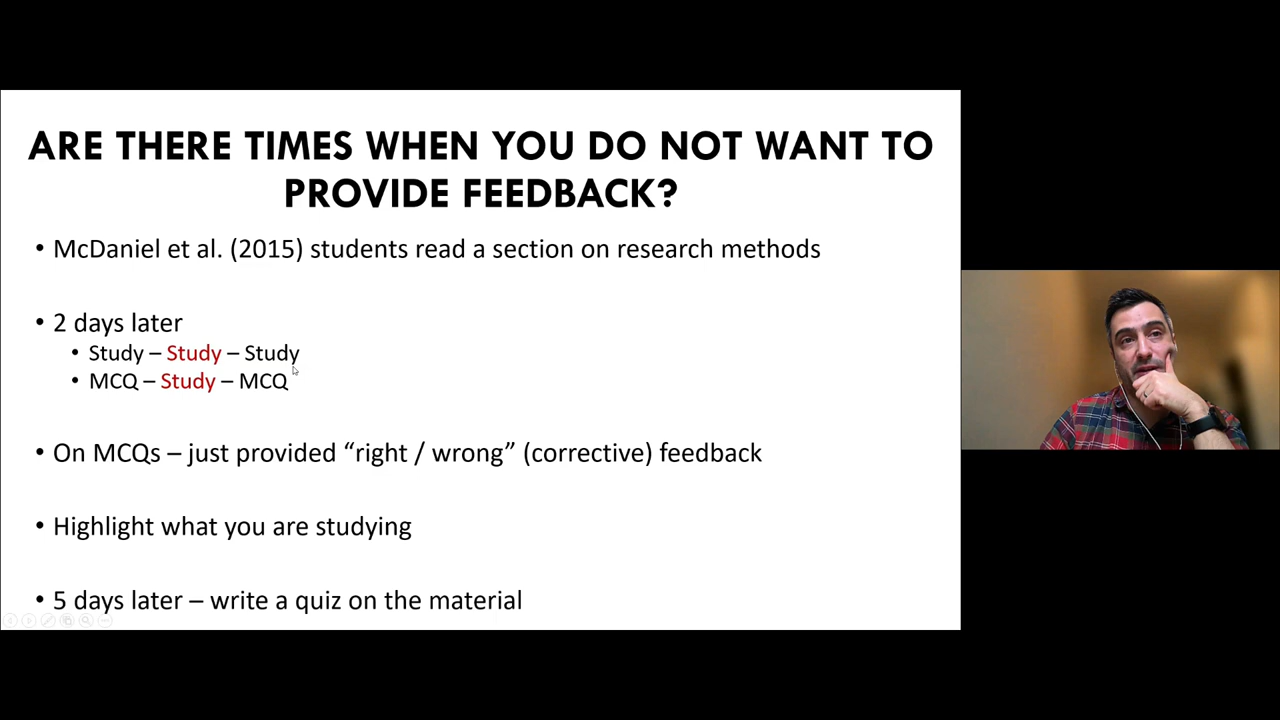 ARE THERE TIMES WHEN YOU DO NOT WANT TO
PROVIDE FEEDBACK?
• McDaniel et al. (2015) students read a section on research methods
• 2 days later
• Study – Study – Study
• MCQ – Study – MCQ
• On MCQs – just provided “right / wrong” (corrective) feedback
• Highlight what you are studying
• 5 days later – write a quiz on the material